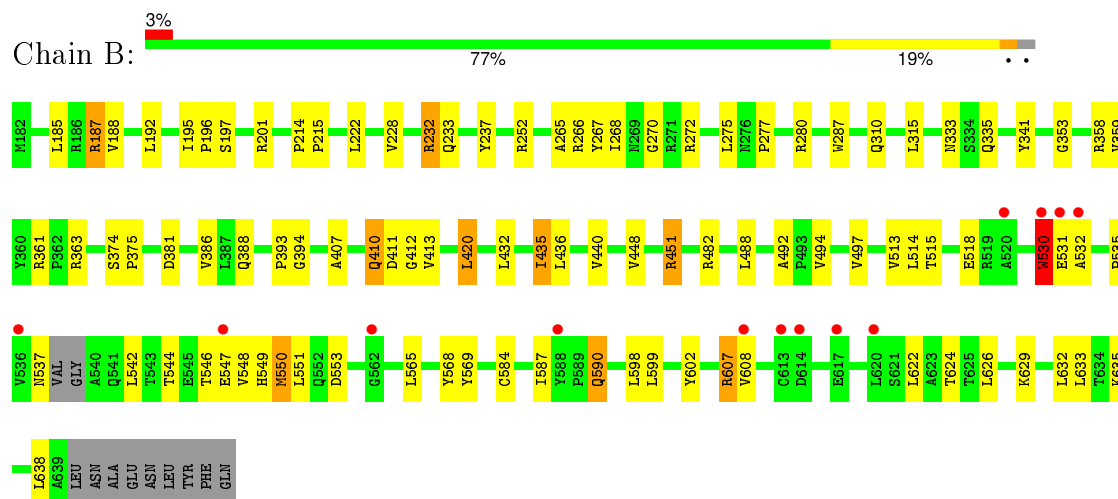 3%
Chain B:
77% 19% • •
M182 L185 R186 R187 V188 L192 I195 P196 S197 R201 P214 P215 L222 V228 R232 Q233 Y237 R252 A265 R266 Y267 I268 N269 G270 R271 R272 L275 N276 P277 R280 W287 Q310 L315 N333 S334 Q335 Y341 G353 R358 V359
Y360 R361 P362 R363 S374 P375 D381 V386 L387 Q388 P393 G394 A407 Q410 D411 G412 V413 L420 L432 I435 L436 V440 V448 R451 R482 L488 A492 P493 V494 V497 V513 L514 T515 E518 R519 A520 W530 E531 A532 P535
V536 N537 VAL GLY A540 Q541 L542 T543 T544 E545 T546 E547 V548 H549 M550 L551 Q552 D553 G562 L565 Y568 Y569 C584 I587 Y588 P589 Q590 L598 L599 Y602 R607 V608 C613 D614 E617 L620 S621 L622 A623 T624 T625 L626 K629 L632 L633 T634 K635
L638 A639 LEU ASN ALA GLU ASN LEU TYR PHE GLN